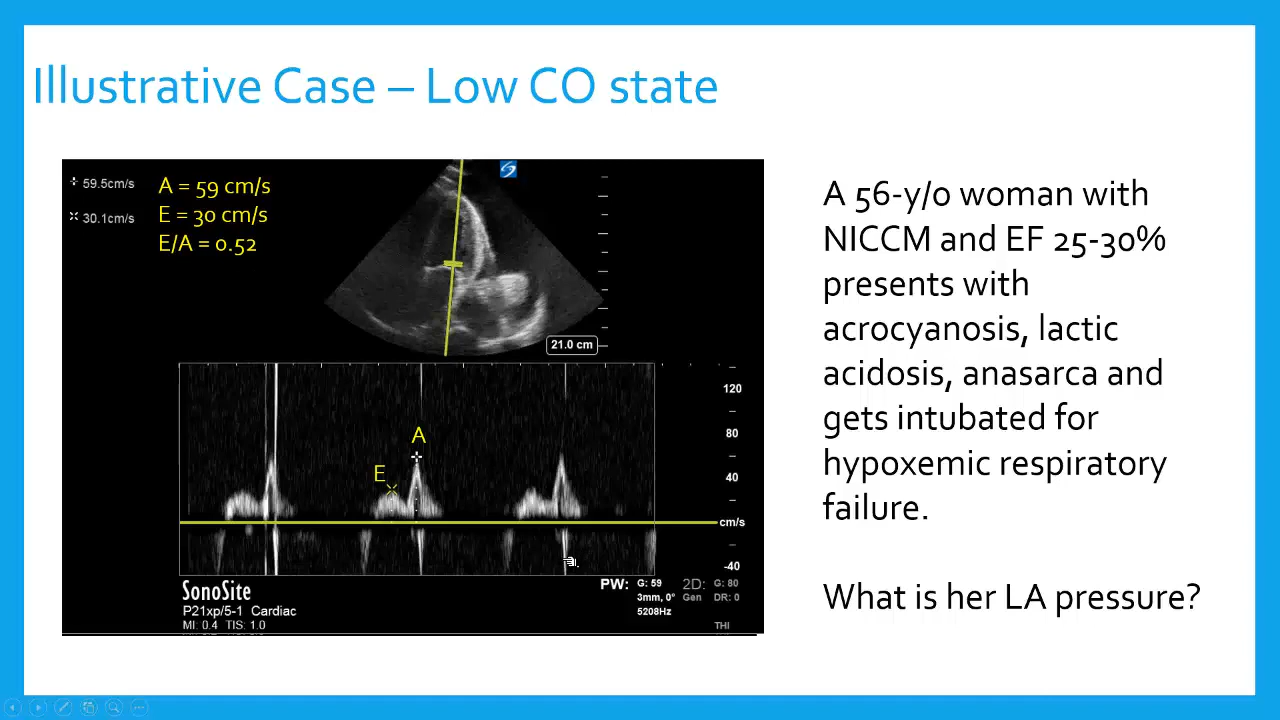 Illustrative Case – Low CO state
59.5cm/s
30.1cm/s
A = 59 cm/s
E = 30 cm/s
E/A = 0.52
21.0 cm
120
80
40
cm/s
-40
A
E
SonoSite
P21xp/5-1 Cardiac
MI: 0.4 TIS: 1.0
PW:
G: 59
3mm, 0°
5208Hz
2D:
Gen
G: 80
DR: 0
THI
A 56-y/o woman with
NICCM and EF 25-30%
presents with
acrocyanosis, lactic
acidosis, anasarca and
gets intubated for
hypoxemic respiratory
failure.
What is her LA pressure?